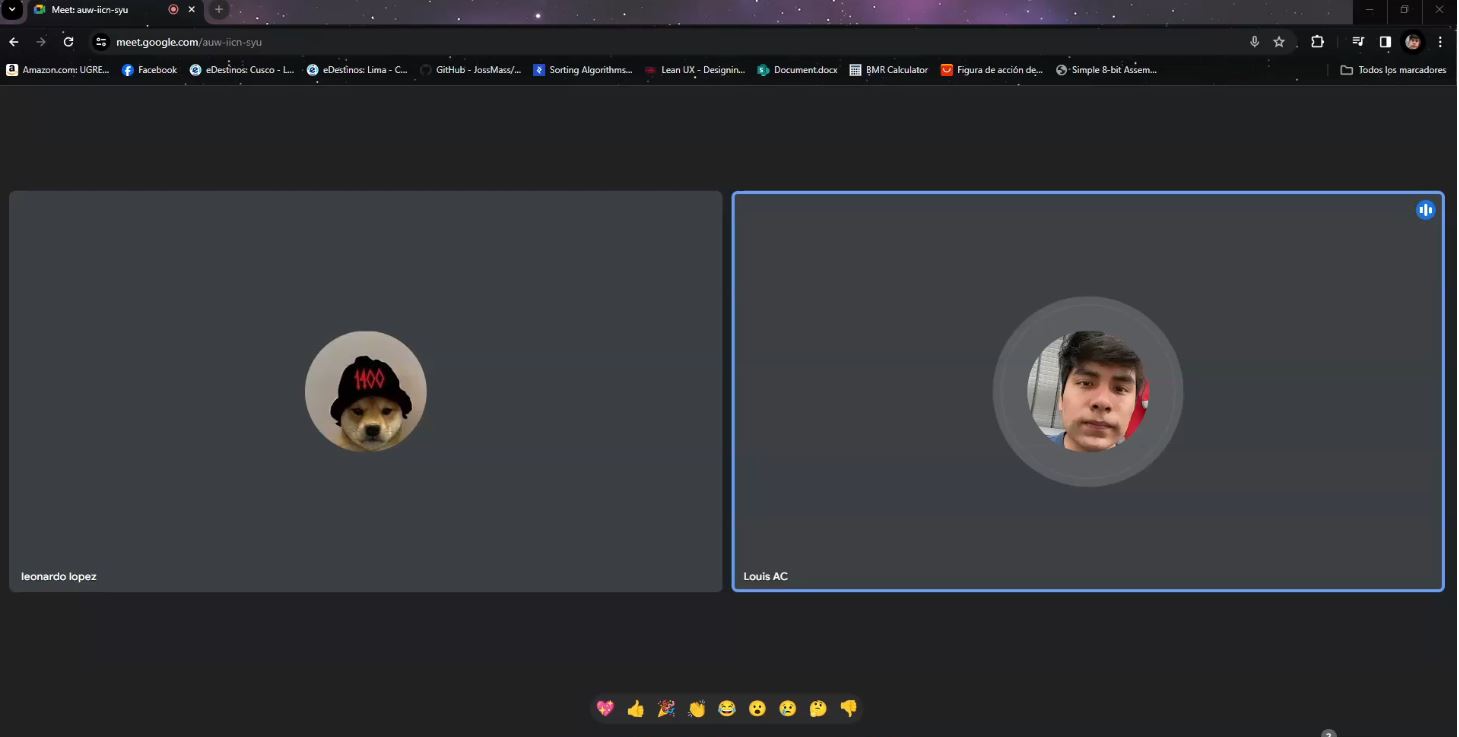 Meet: auw-iicn-syu
meet.google.com/auw-iicn-syu
Amazon.com: UGRE...
Facebook
eDestinos: Cusco - L...
eDestinos: Lima - C...
GitHub - JossMass/...
Sorting Algorithms...
Lean UX - Designin...
Document.docx
BMR Calculator
Figura de acción de...
Simple 8-bit Assem...
Todos los marcadores
1400
leonardo lopez
Louis AC